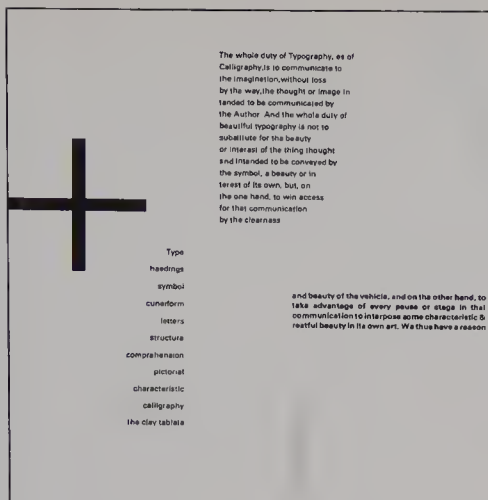 The whole duty of Typography, as of
Calligraphy, is to communicate to
the imagination, without loss
by the way, the thought or image in
tended to be communicated by
the Author And the whole duty of
beautiful typography is not to
substitute for the beauty
or interest of the thing thought
and intended to be conveyed by
the symbol, a beauty or in
terest of its own, but, on
the one hand, to win access
for that communication
by the clearness
Type
headings
symbol
cuneiform
letters
structure
comprehension
pictorial
characteristic
calligraphy
the clay tablets
and beauty of the vehicle, and on the other hand, to
take advantage of every pause or stage in that
communication to interpose some characteristic &
restful beauty in its own art. We thus have a reason